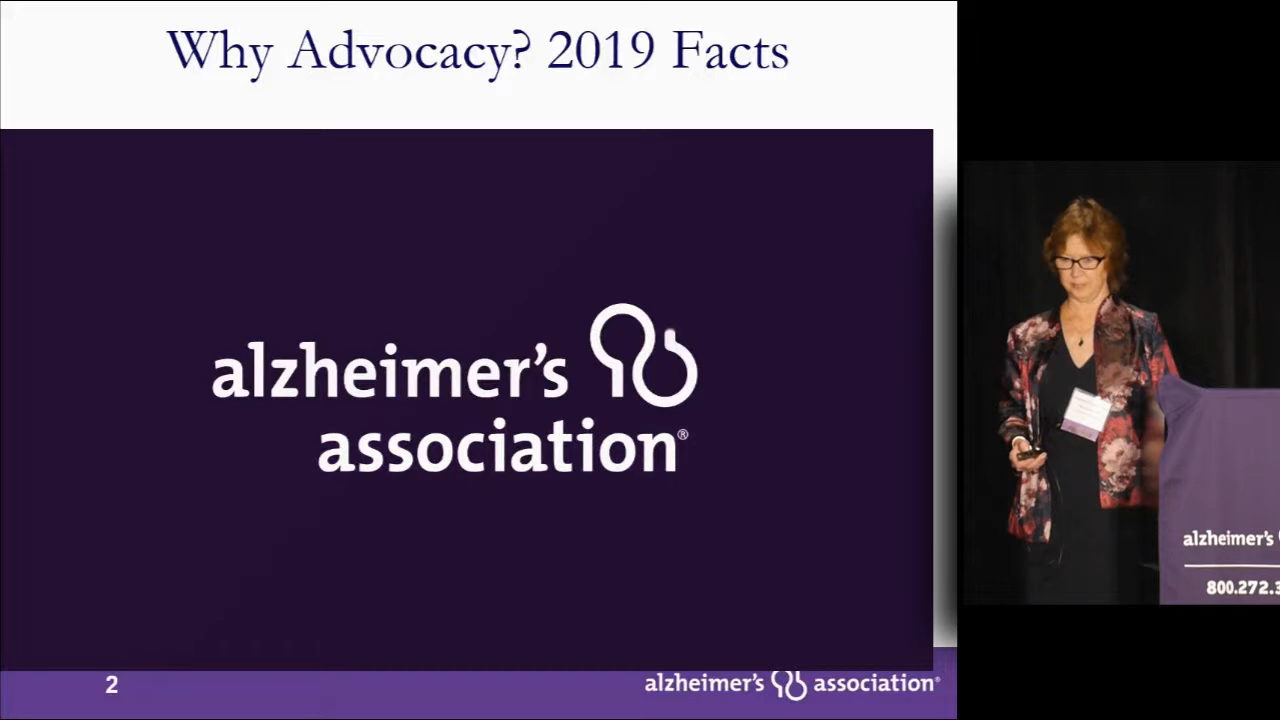 Why Advocacy? 2019 Facts
alzheimer's
association®
2
alzheimer's association®
alzheimer's
800.272.3